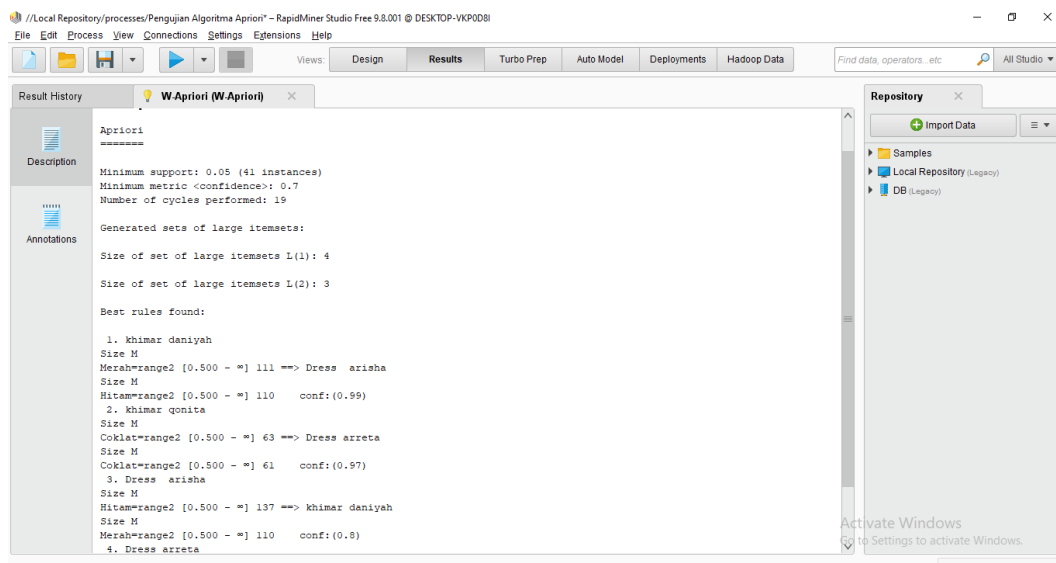 //Local Repository/processes/Pengujian Algoritma Apriori* – RapidMiner Studio Free 9.8.001 @ DESKTOP-VKP0D8I
File Edit Process View Connections Settings Extensions Help
Views: Design Results Turbo Prep Auto Model Deployments Hadoop Data Find data, operators...etc All Studio
Result History W-Apriori (W-Apriori)
Description
Annotations
Apriori
=======
Minimum support: 0.05 (41 instances)
Minimum metric <confidence>: 0.7
Number of cycles performed: 19
Generated sets of large itemsets:
Size of set of large itemsets L(1): 4
Size of set of large itemsets L(2): 3
Best rules found:
1. khimar daniyah
Size M
Merah=range2 [0.500 - ∞] 111 ==> Dress  arisha
Size M
Hitam=range2 [0.500 - ∞] 110    conf:(0.99)
2. khimar qonita
Size M
Coklat=range2 [0.500 - ∞] 63 ==> Dress arreta
Size M
Coklat=range2 [0.500 - ∞] 61    conf:(0.97)
3. Dress  arisha
Size M
Hitam=range2 [0.500 - ∞] 137 ==> khimar daniyah
Size M
Merah=range2 [0.500 - ∞] 110    conf:(0.8)
4. Dress arreta
Repository
Import Data
Samples
Local Repository (Legacy)
DB (Legacy)
Activate Windows
Go to Settings to activate Windows.